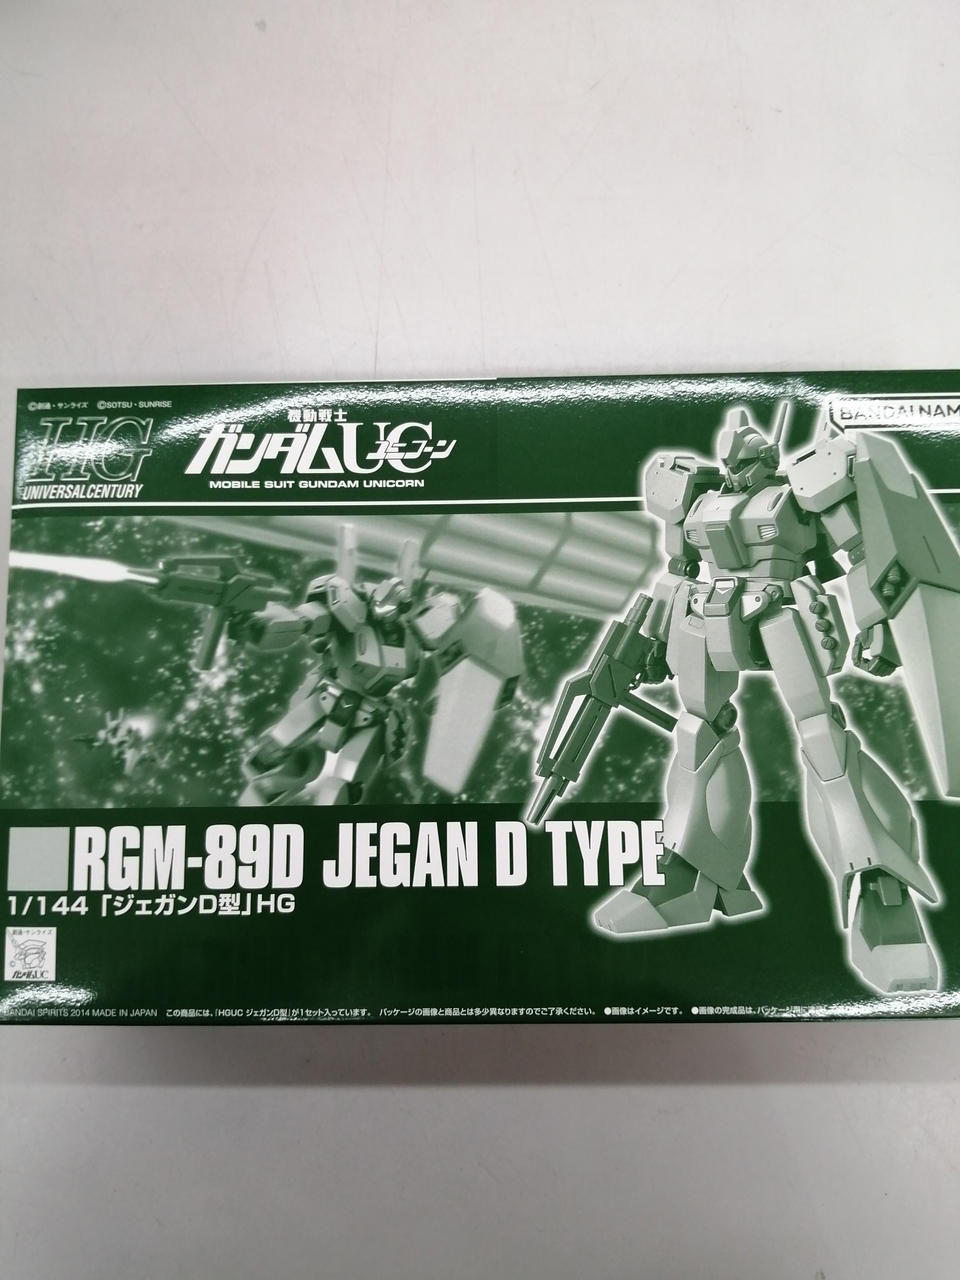 ©創通・サンライズ ©SOTSU・SUNRISE
HG
UNIVERSAL CENTURY
機動戦士
ガンダムUC
ユニコーン
MOBILE SUIT GUNDAM UNICORN
BANDAI NAM
RGM-89D JEGAN D TYPE
1/144「ジェガンD型」HG
創通・サンライズ
©
ガンダムUC
BANDAI SPIRITS 2014 MADE IN JAPAN この商品には、「HGUC ジェガンD型」が1セット入っています。 パッケージの画像と商品とは多少異なりますのでご了承ください。 ●画像はイメージです。 ●画像の完成品は、パッケージ用に